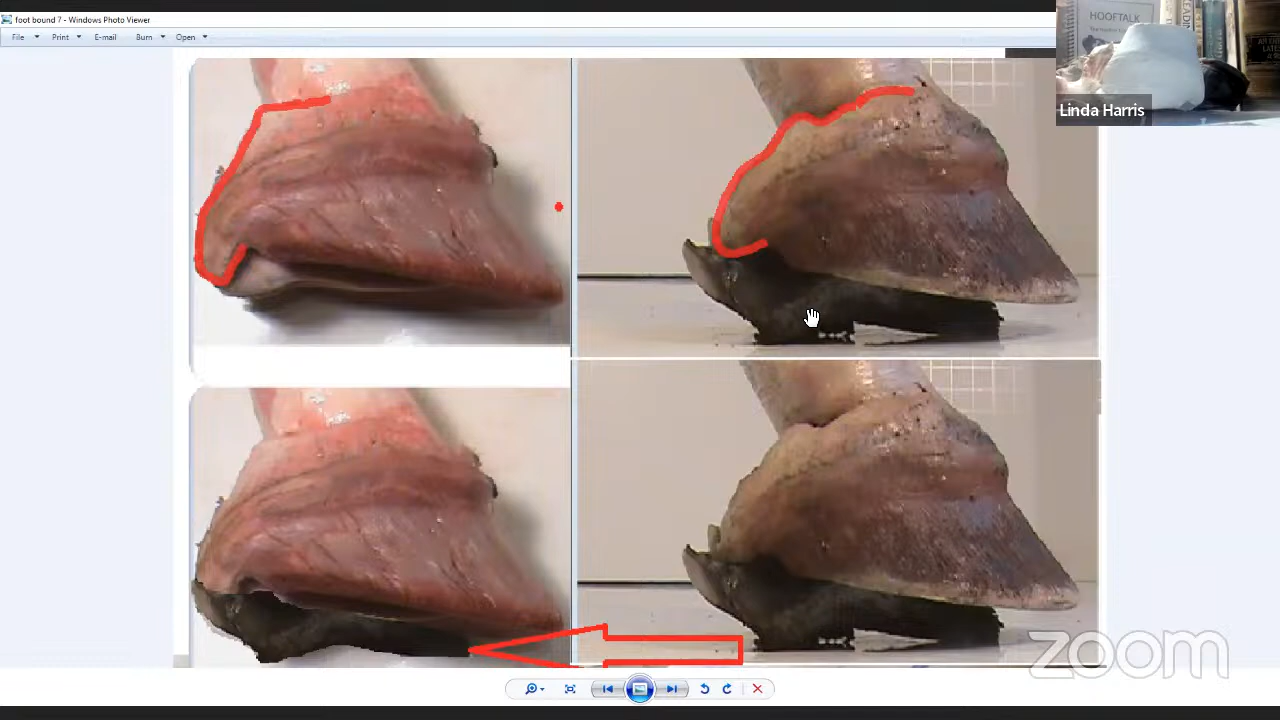 foot bound 7 - Windows Photo Viewer
File Print E-mail Burn Open
HOOFTALK
Linda Harris
zoom